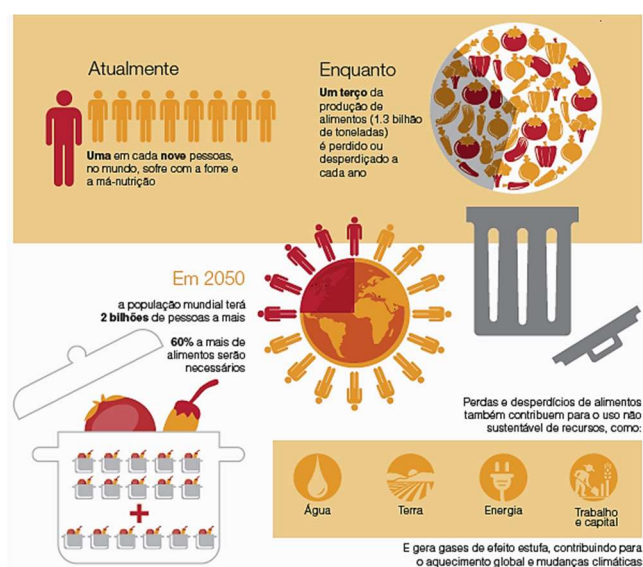 Atualmente
Uma em cada nove pessoas,
no mundo, sofre com a fome e
a má-nutrição
Enquanto
Um terço da
produção de
alimentos (1.3 bilhão
de toneladas)
é perdido ou
desperdiçado a
cada ano
Em 2050
a população mundial terá
2 bilhões de pessoas a mais
60% a mais de
alimentos serão
necessários
Perdas e desperdícios de alimentos
também contribuem para o uso não
sustentável de recursos, como:
Água
Terra
Energia
Trabalho
e capital
E gera gases de efeito estufa, contribuindo para
o aquecimento global e mudanças climáticas